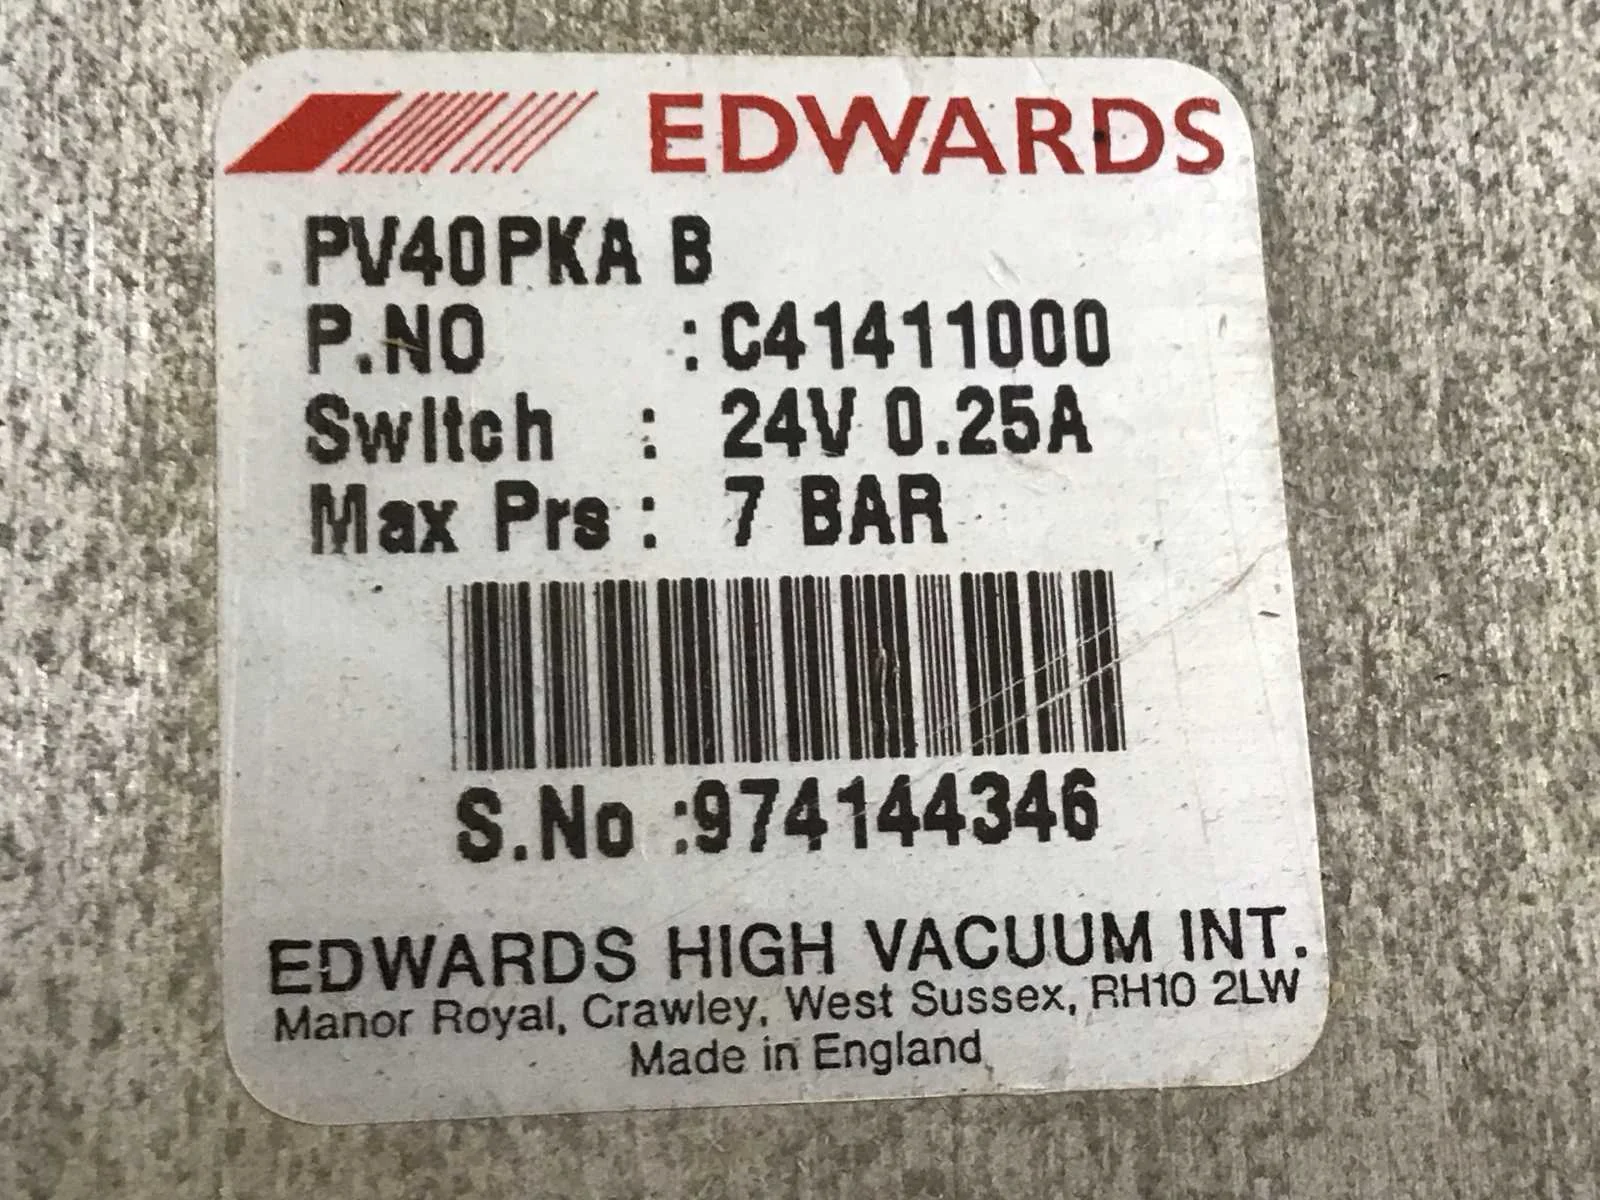 EDWARDS
PV40PKA B
P.NO : C41411000
Switch : 24V 0.25A
Max Prs : 7 BAR
S.No :974144346
EDWARDS HIGH VACUUM INT.
Manor Royal, Crawley, West Sussex, RH10 2LW
Made in England